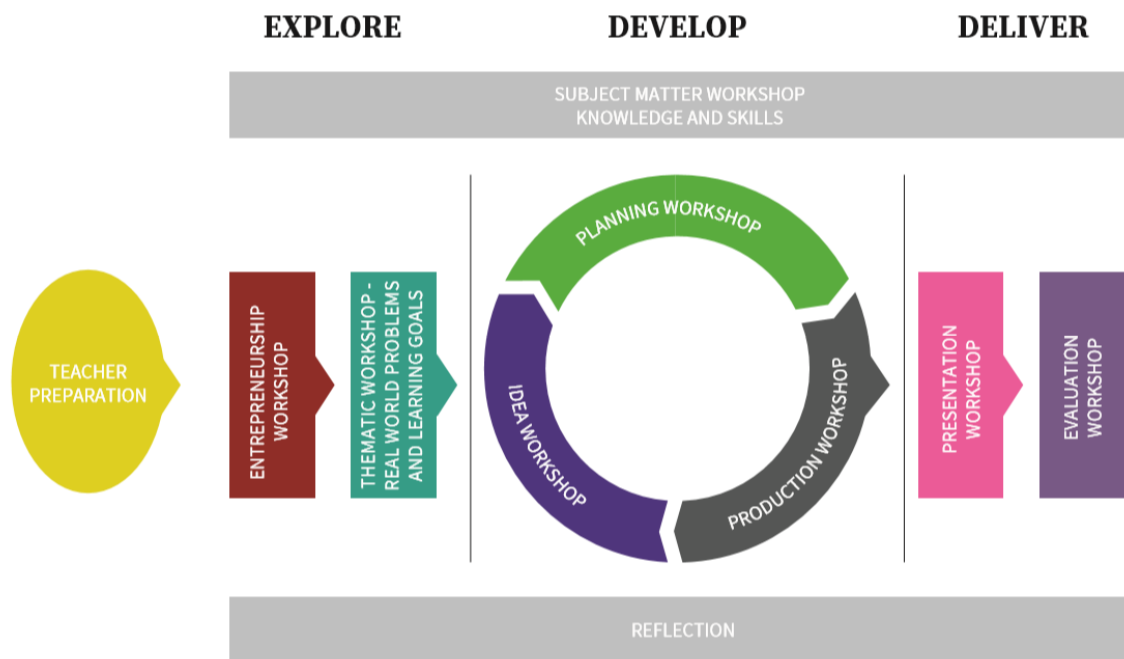 EXPLORE
DEVELOP
DELIVER
SUBJECT MATTER WORKSHOP
KNOWLEDGE AND SKILLS
TEACHER
PREPARATION
ENTREPRENEURSHIP
WORKSHOP
THEMATIC WORKSHOP -
REAL WORLD PROBLEMS
AND LEARNING GOALS
IDEA WORKSHOP
PLANNING WORKSHOP
PRODUCTION WORKSHOP
PRESENTATION
WORKSHOP
EVALUATION
WORKSHOP
REFLECTION